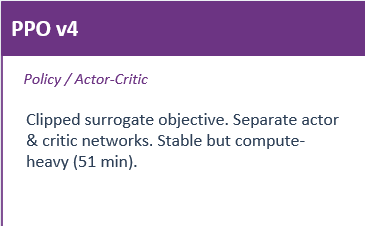 PPO v4
Policy / Actor-Critic
Clipped surrogate objective. Separate actor
& critic networks. Stable but compute-
heavy (51 min).